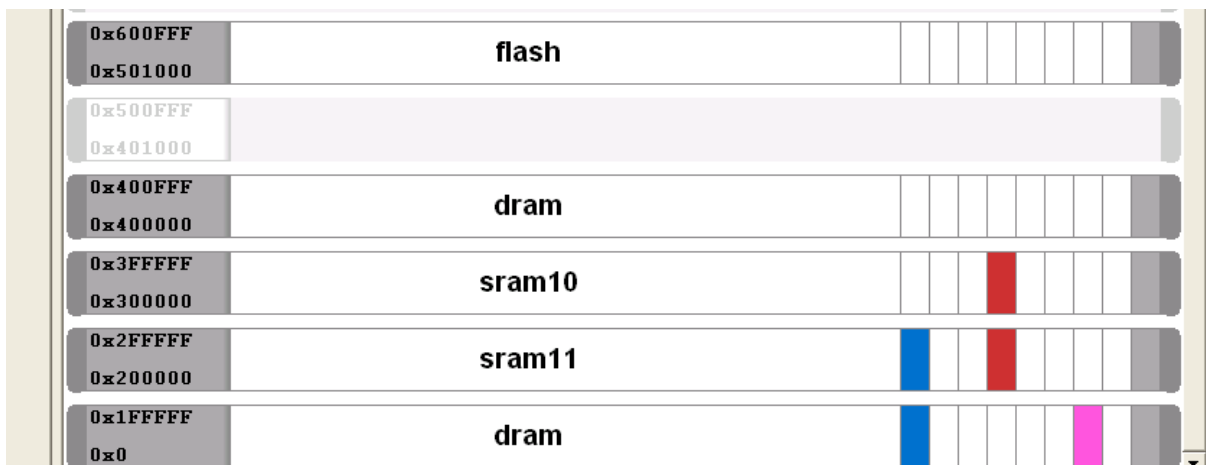 0x600FFF
flash
0x501000
0x500FFF
0x401000
0x400FFF
dram
0x400000
0x3FFFFF
sram10
0x300000
0x2FFFFF
sram11
0x200000
0x1FFFFF
dram
0x0